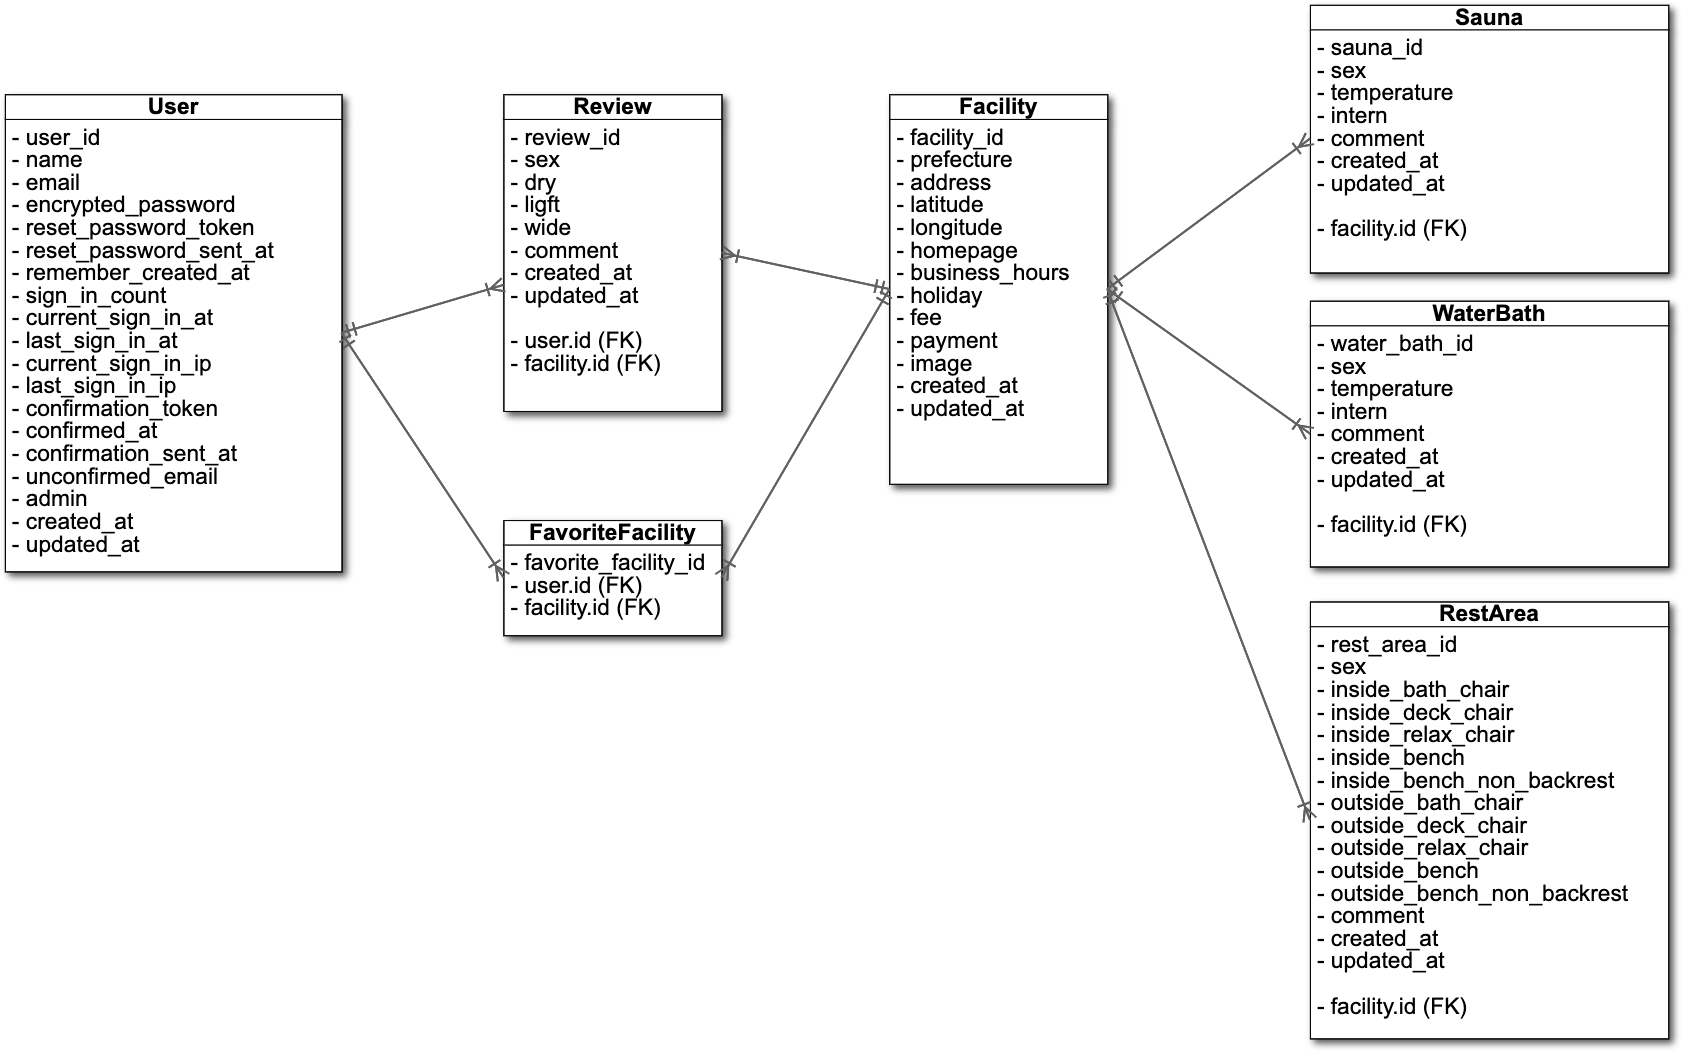 User
- user_id
- name
- email
- encrypted_password
- reset_password_token
- reset_password_sent_at
- remember_created_at
- sign_in_count
- current_sign_in_at
- last_sign_in_at
- current_sign_in_ip
- last_sign_in_ip
- confirmation_token
- confirmed_at
- confirmation_sent_at
- unconfirmed_email
- admin
- created_at
- updated_at
Review
- review_id
- sex
- dry
- ligft
- wide
- comment
- created_at
- updated_at
- user.id (FK)
- facility.id (FK)
FavoriteFacility
- favorite_facility_id
- user.id (FK)
- facility.id (FK)
Facility
- facility_id
- prefecture
- address
- latitude
- longitude
- homepage
- business_hours
- holiday
- fee
- payment
- image
- created_at
- updated_at
Sauna
- sauna_id
- sex
- temperature
- intern
- comment
- created_at
- updated_at
- facility.id (FK)
WaterBath
- water_bath_id
- sex
- temperature
- intern
- comment
- created_at
- updated_at
- facility.id (FK)
RestArea
- rest_area_id
- sex
- inside_bath_chair
- inside_deck_chair
- inside_relax_chair
- inside_bench
- inside_bench_non_backrest
- outside_bath_chair
- outside_deck_chair
- outside_relax_chair
- outside_bench
- outside_bench_non_backrest
- comment
- created_at
- updated_at
- facility.id (FK)